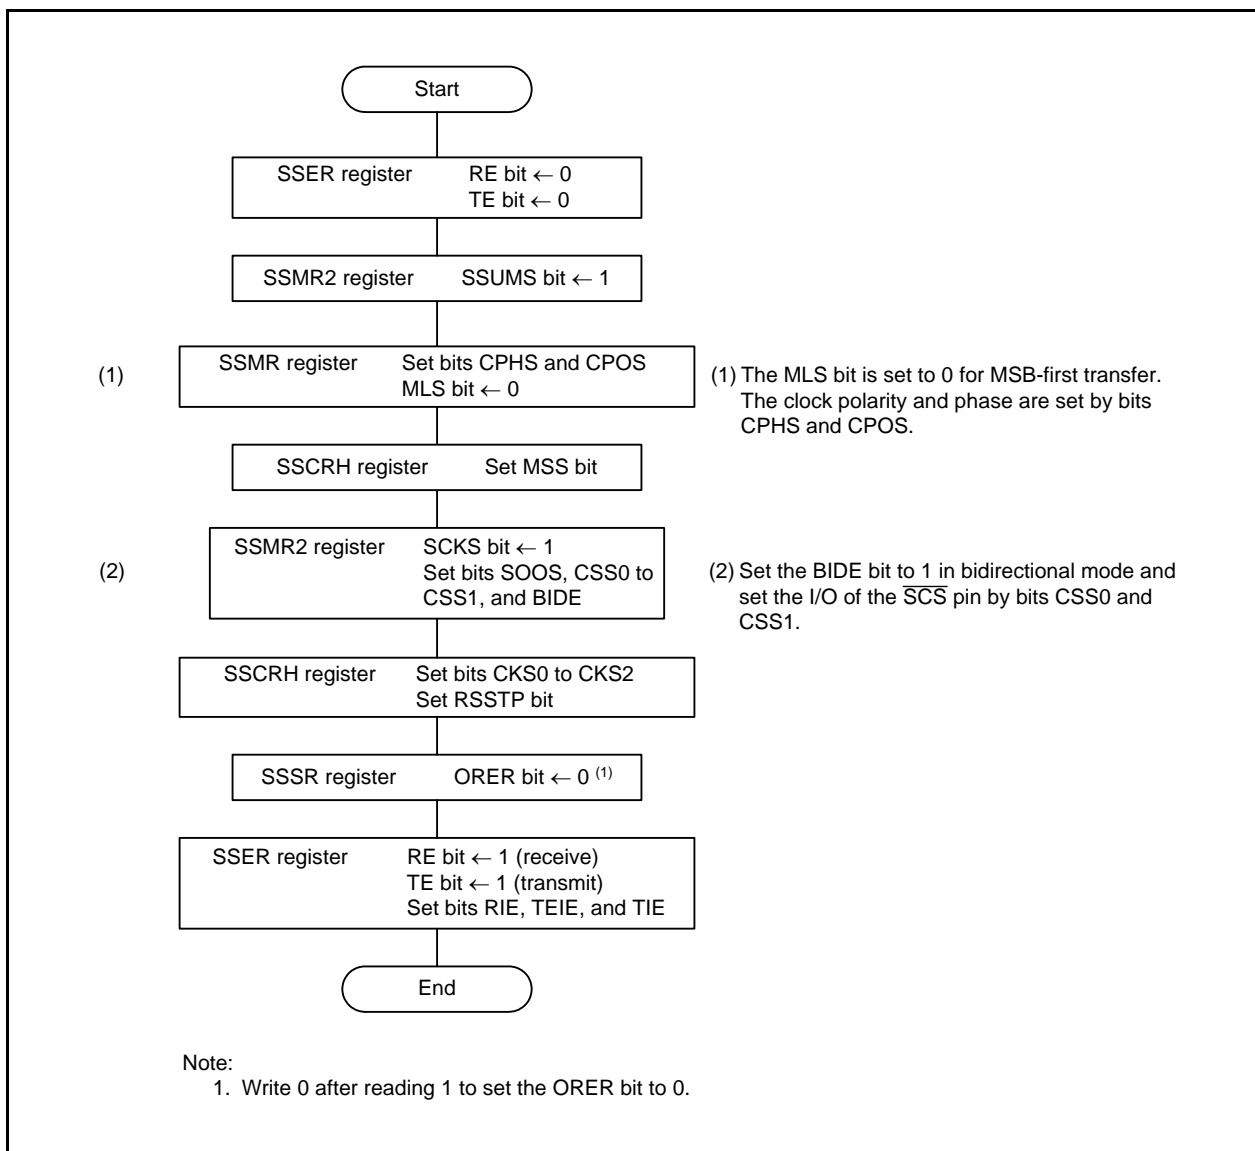 Start
SSER register RE bit ← 0
TE bit ← 0
SSMR2 register SSUMS bit ← 1
(1) SSMR register Set bits CPHS and CPOS
MLS bit ← 0
(1) The MLS bit is set to 0 for MSB-first transfer.
The clock polarity and phase are set by bits
CPHS and CPOS.
SSCRH register Set MSS bit
(2) SSMR2 register SCKS bit ← 1
Set bits SOOS, CSS0 to
CSS1, and BIDE
(2) Set the BIDE bit to 1 in bidirectional mode and
set the I/O of the S̅C̅S̅ pin by bits CSS0 and
CSS1.
SSCRH register Set bits CKS0 to CKS2
Set RSSTP bit
SSSR register ORER bit ← 0 (1)
SSER register RE bit ← 1 (receive)
TE bit ← 1 (transmit)
Set bits RIE, TEIE, and TIE
End
Note:
1. Write 0 after reading 1 to set the ORER bit to 0.